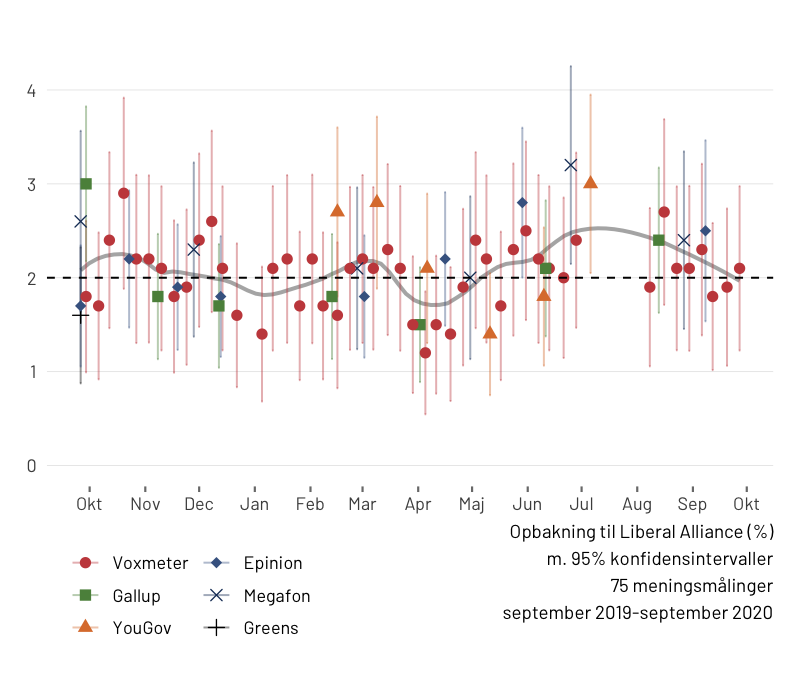 4
3
2
1
0
Okt Nov Dec Jan Feb Mar Apr Maj Jun Jul Aug Sep Okt
Opbakning til Liberal Alliance (%)
m. 95% konfidensintervaller
75 meningsmålinger
september 2019-september 2020
Voxmeter Epinion
Gallup Megafon
YouGov Greens